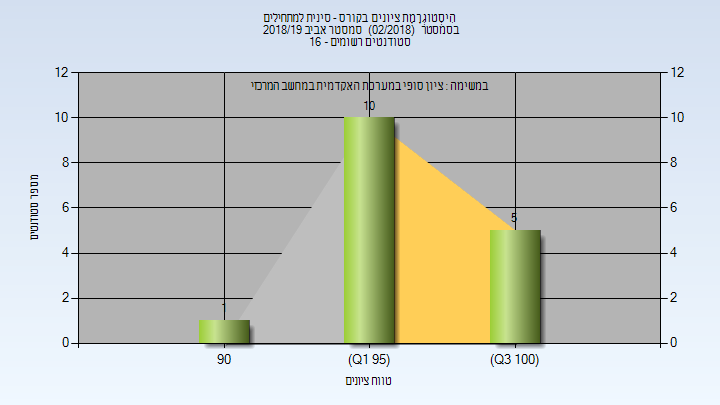 היסטוגרמת ציונים בקורס - סינית למתחילים
בסמסטר (02/2018) סמסטר אביב 2018/19
סטודנטים רשומים - 16
במשימה : ציון סופי במערכת האקדמית במחשב המרכזי
12 12
10 10
8 8
6 6
4 4
2 2
0 0
1
10
5
מספר סטודנטים
90 (Q1 95) (Q3 100)
טווח ציונים